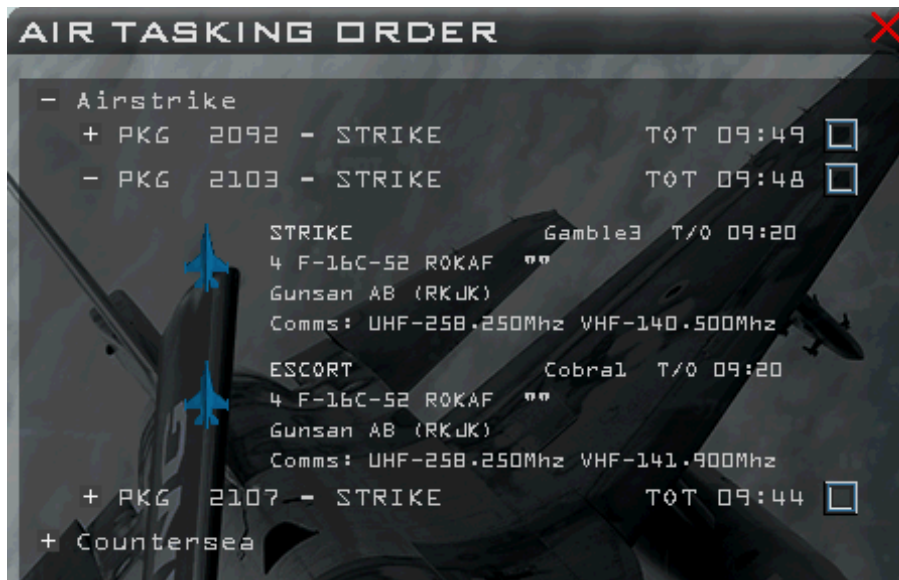 AIR TASKING ORDER
- Airstrike
+ PKG 2092 - STRIKE TOT 09:49
- PKG 2103 - STRIKE TOT 09:48
STRIKE Gamble3 T/O 09:20
4 F-16C-52 ROKAF ""
Gunsan AB (RKJK)
Comms: UHF-258.250Mhz VHF-140.500Mhz
ESCORT Cobra1 T/O 09:20
4 F-16C-52 ROKAF ""
Gunsan AB (RKJK)
Comms: UHF-258.250Mhz VHF-141.900Mhz
+ PKG 2107 - STRIKE TOT 09:44
+ Countersea